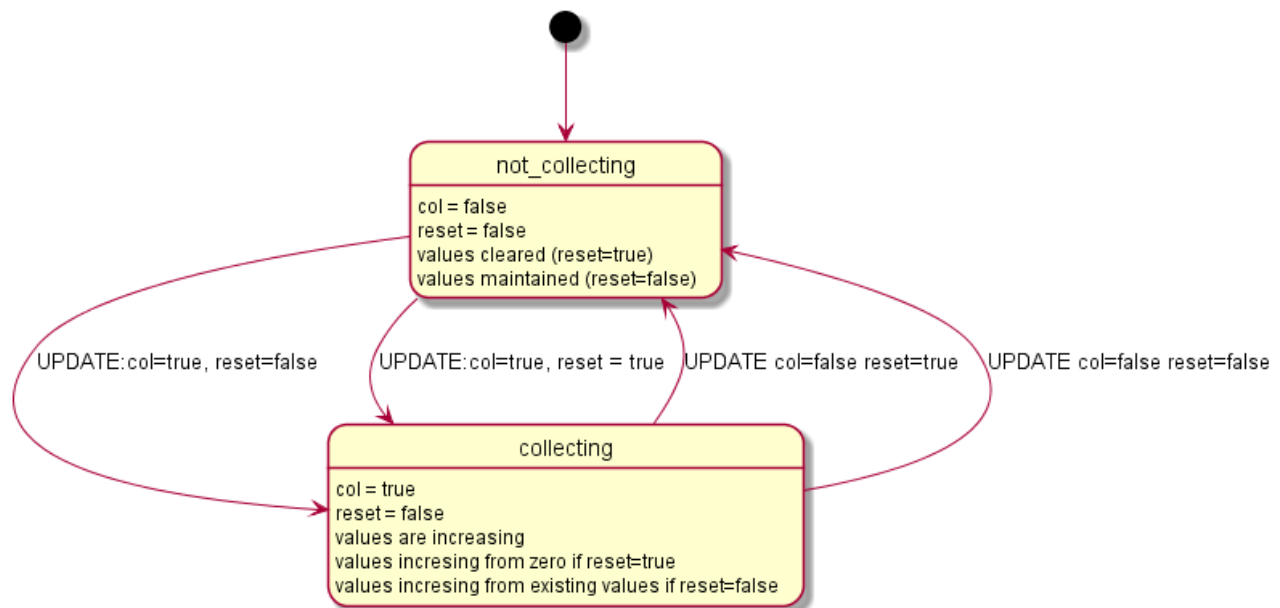 not_collecting
col = false
reset = false
values cleared (reset=true)
values maintained (reset=false)
UPDATE:col=true, reset=false
UPDATE:col=true, reset = true
UPDATE col=false reset=true
UPDATE col=false reset=false
collecting
col = true
reset = false
values are increasing
values incresing from zero if reset=true
values incresing from existing values if reset=false